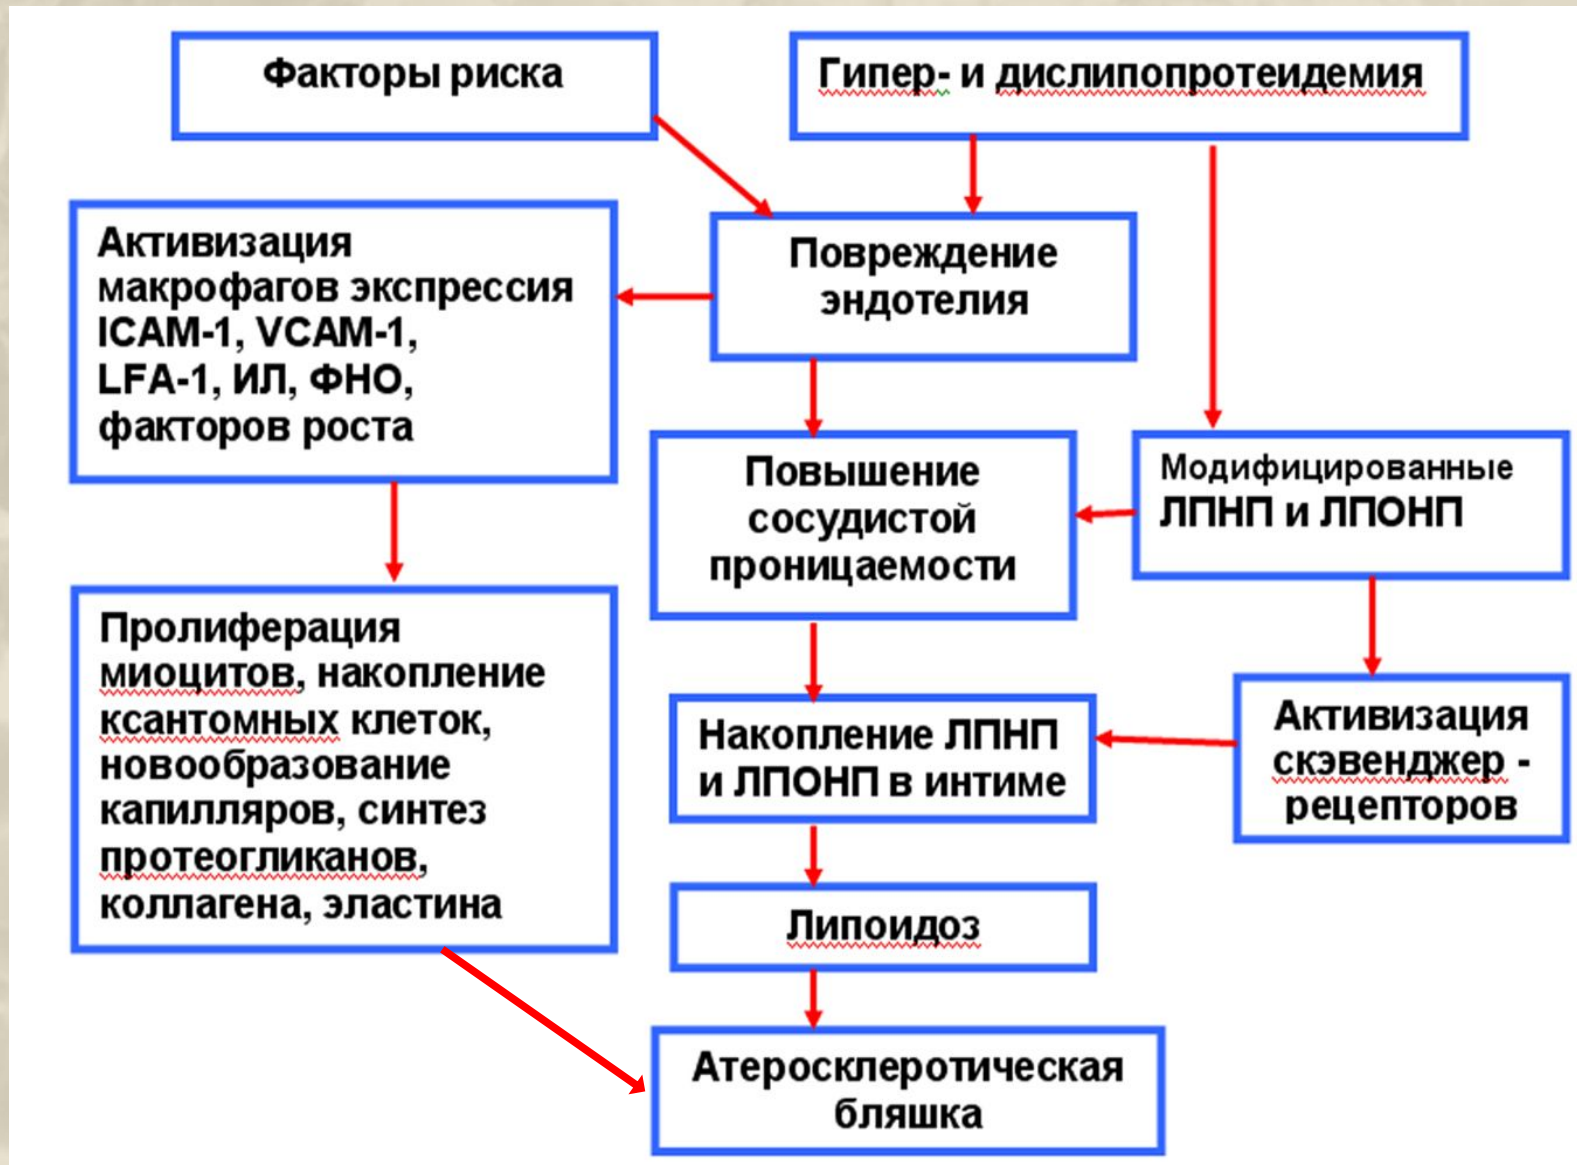 Факторы риска
Гипер- и дислипопротеидемия
Активизация
макрофагов экспрессия
ICAM-1, VCAM-1,
LFA-1, ИЛ, ФНО,
факторов роста
Повреждение
эндотелия
Повышение
сосудистой
проницаемости
Модифицированные
ЛПНП и ЛПОНП
Пролиферация
миоцитов, накопление
ксантомных клеток,
новообразование
капилляров, синтез
протеогликанов,
коллагена, эластина
Накопление ЛПНП
и ЛПОНП в интиме
Активизация
скэвенджер -
рецепторов
Липоидоз
Атеросклеротическая
бляшка